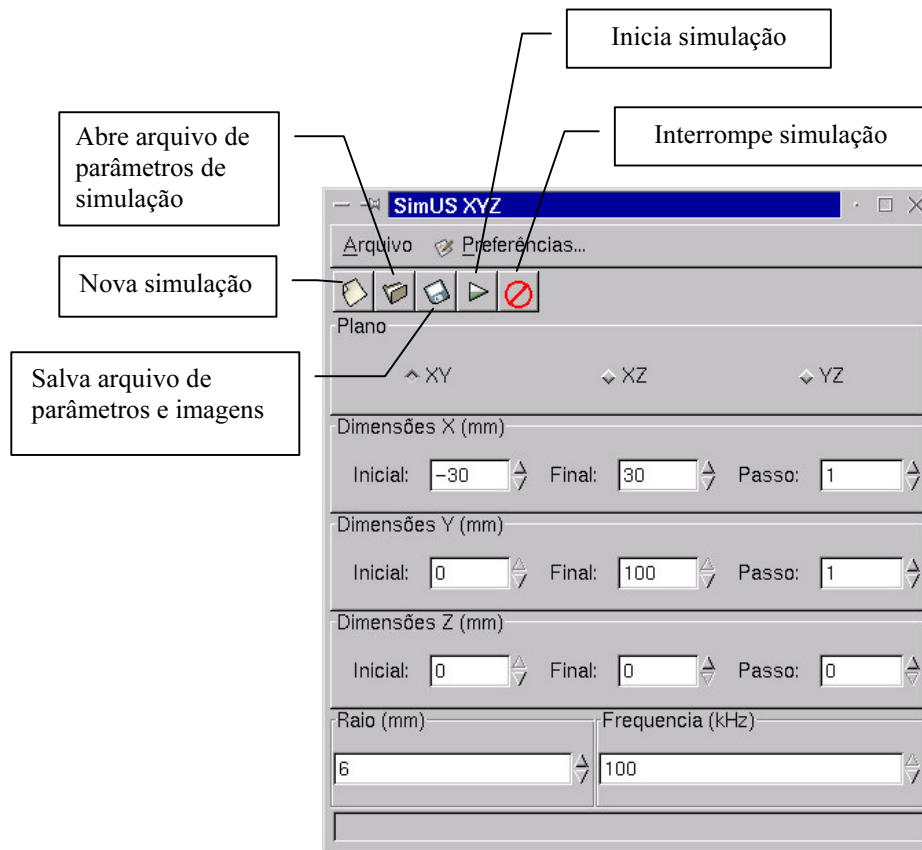 Inicia simulação
Abre arquivo de
parâmetros de
simulação
Interrompe simulação
Nova simulação
Salva arquivo de
parâmetros e imagens
SimUS XYZ
Arquivo Preferências...
Plano
XY XZ YZ
Dimensões X (mm)
Inicial: -30 Final: 30 Passo: 1
Dimensões Y (mm)
Inicial: 0 Final: 100 Passo: 1
Dimensões Z (mm)
Inicial: 0 Final: 0 Passo: 0
Raio (mm) Frequencia (kHz)
6 100